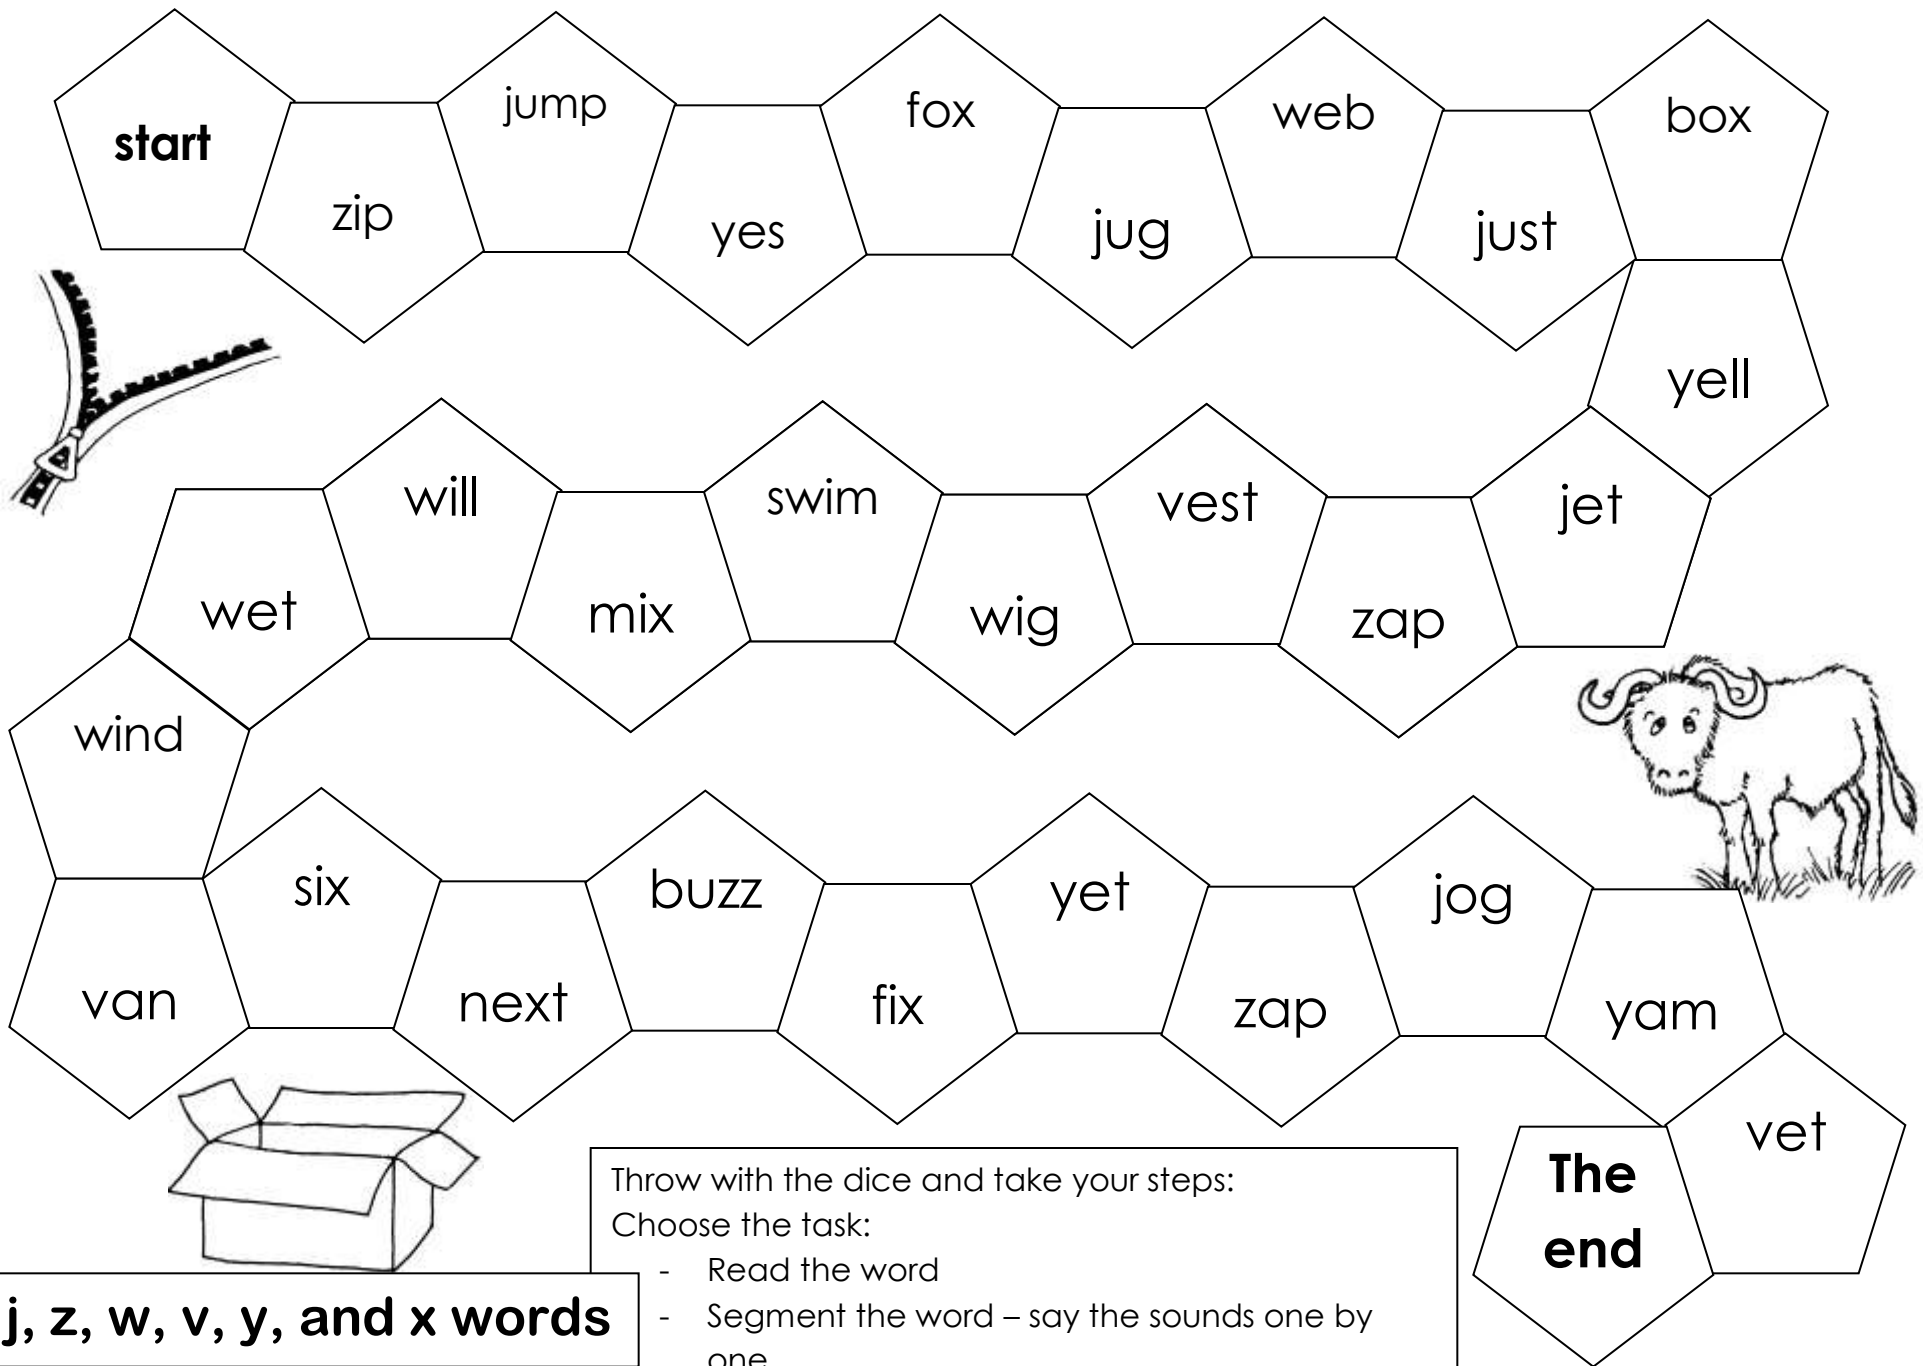 start
zip
jump
yes
fox
jug
web
just
box
yell
jet
zap
vest
wig
swim
mix
will
wet
wind
van
six
next
buzz
fix
yet
zap
jog
yam
vet
The
end
Throw with the dice and take your steps:
Choose the task:
- Read the word
- Segment the word – say the sounds one by
one
j, z, w, v, y, and x words